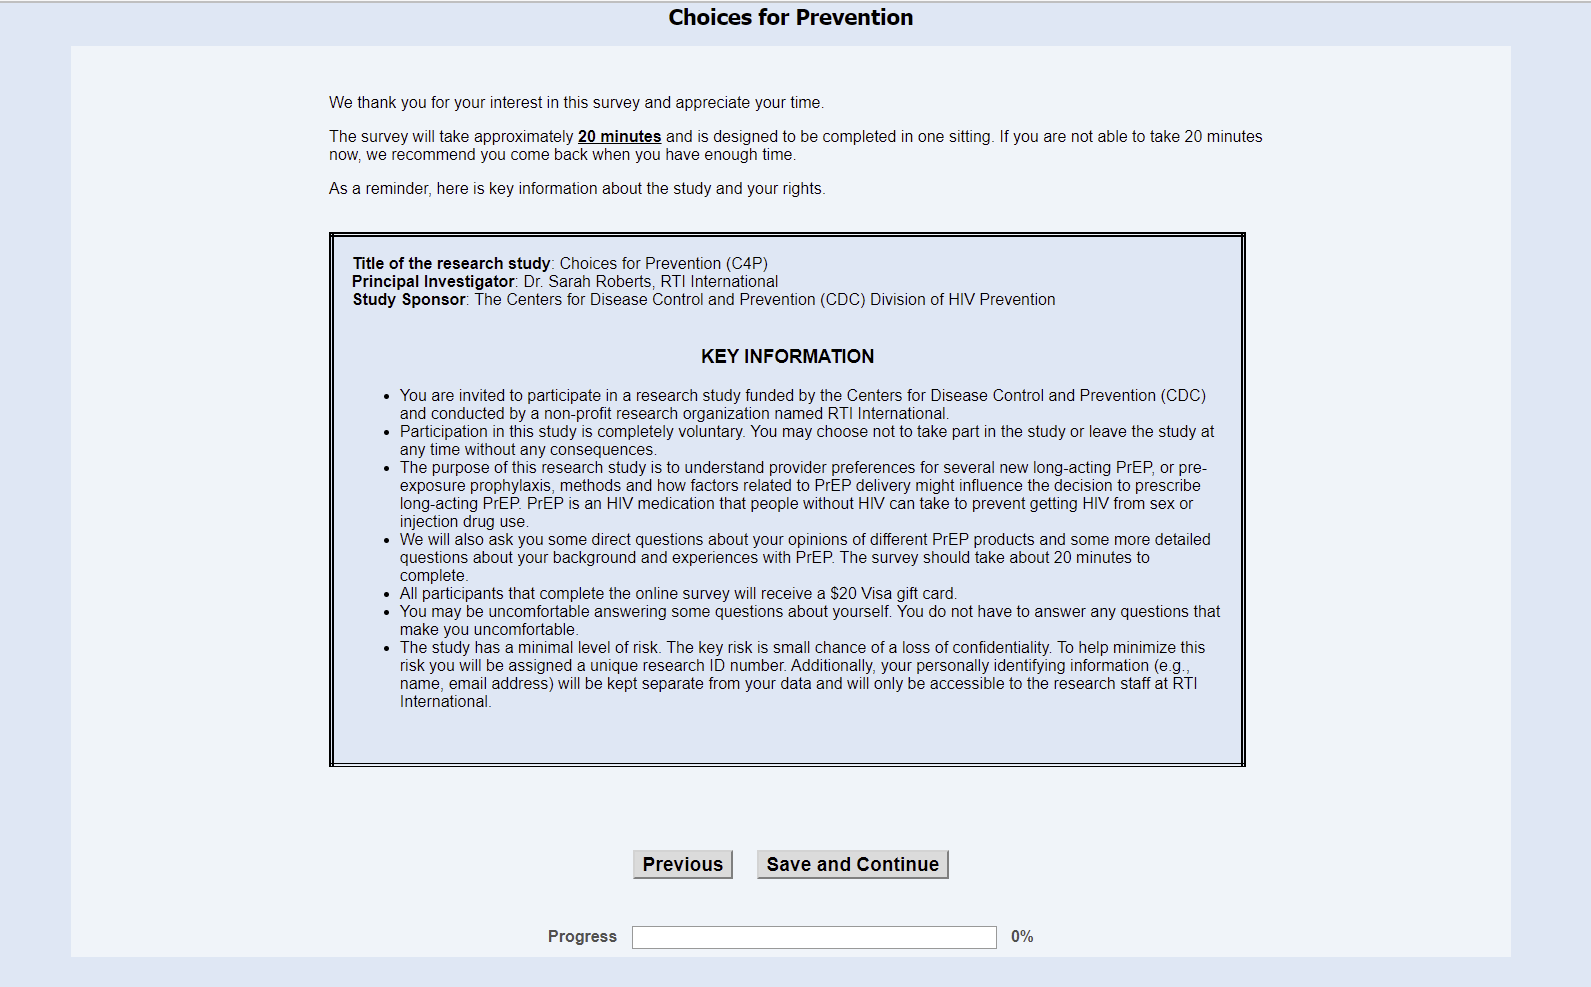 Choices for Prevention
We thank you for your interest in this survey and appreciate your time.
The survey will take approximately 20 minutes and is designed to be completed in one sitting. If you are not able to take 20 minutes
now, we recommend you come back when you have enough time.
As a reminder, here is key information about the study and your rights.
Title of the research study: Choices for Prevention (C4P)
Principal Investigator: Dr. Sarah Roberts, RTI International
Study Sponsor: The Centers for Disease Control and Prevention (CDC) Division of HIV Prevention
KEY INFORMATION
• You are invited to participate in a research study funded by the Centers for Disease Control and Prevention (CDC)
and conducted by a non-profit research organization named RTI International.
• Participation in this study is completely voluntary. You may choose not to take part in the study or leave the study at
any time without any consequences.
• The purpose of this research study is to understand provider preferences for several new long-acting PrEP, or pre-
exposure prophylaxis, methods and how factors related to PrEP delivery might influence the decision to prescribe
long-acting PrEP. PrEP is an HIV medication that people without HIV can take to prevent getting HIV from sex or
injection drug use.
• We will also ask you some direct questions about your opinions of different PrEP products and some more detailed
questions about your background and experiences with PrEP. The survey should take about 20 minutes to
complete.
• All participants that complete the online survey will receive a $20 Visa gift card.
• You may be uncomfortable answering some questions about yourself. You do not have to answer any questions that
make you uncomfortable.
• The study has a minimal level of risk. The key risk is small chance of a loss of confidentiality. To help minimize this
risk you will be assigned a unique research ID number. Additionally, your personally identifying information (e.g.,
name, email address) will be kept separate from your data and will only be accessible to the research staff at RTI
International.
Previous Save and Continue
Progress 0%